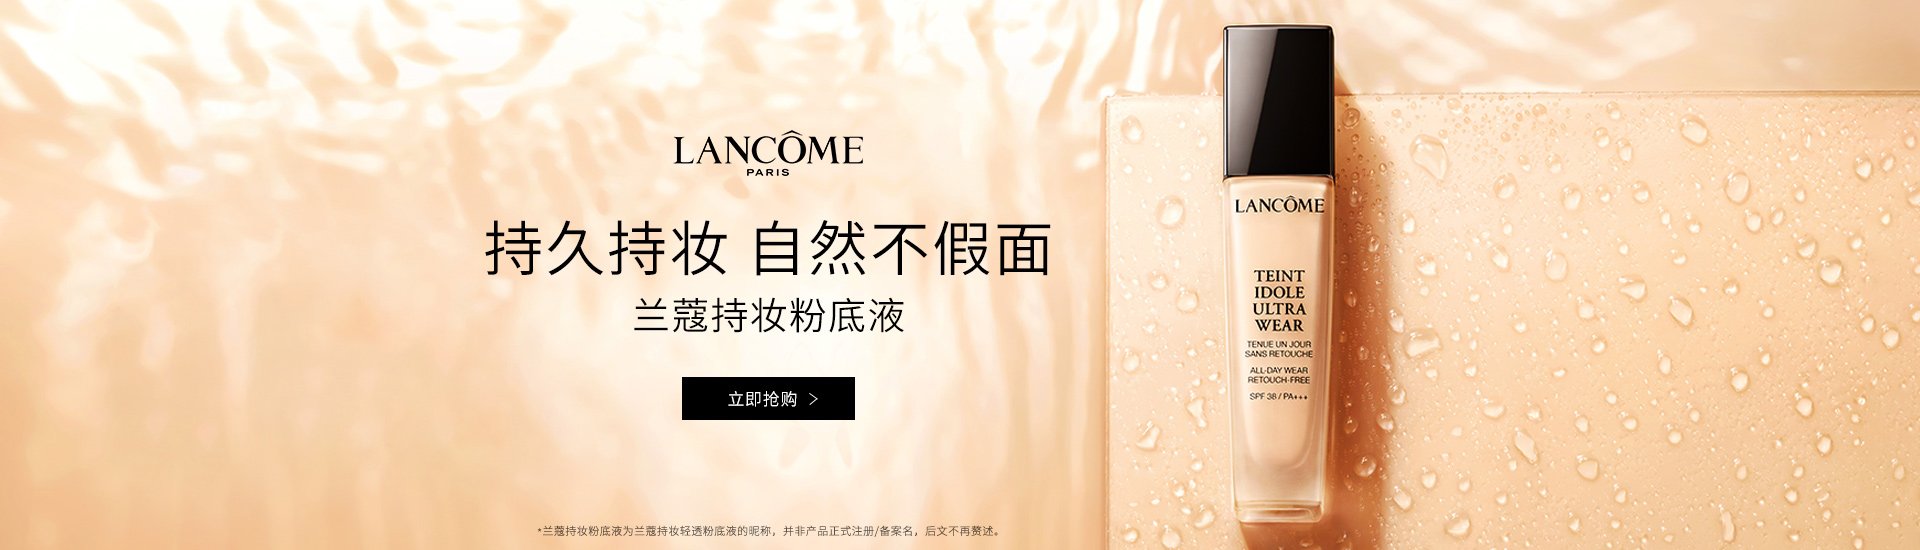 LANCÔME
PARIS
持久持妆 自然不假面
兰蔻持妆粉底液
立即抢购 >
*兰蔻持妆粉底液为兰蔻持妆轻透粉底液的昵称，并非产品正式注册/备案名，后文不再赘述。
LANCÔME
TEINT
IDOLE
ULTRA
WEAR
TENUE UN JOUR
SANS RETOUCHE
ALL-DAY WEAR
RETOUCH-FREE
SPF 38 / PA+++